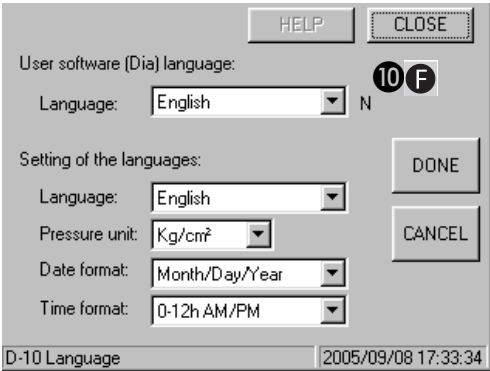 HELP CLOSE
User software (Dia) language:
❿ F
Language: English N
Setting of the languages:
DONE
Language: English
Pressure unit: Kg/cm²
CANCEL
Date format: Month/Day/Year
Time format: 0-12h AM/PM
D-10 Language 2005/09/08 17:33:34